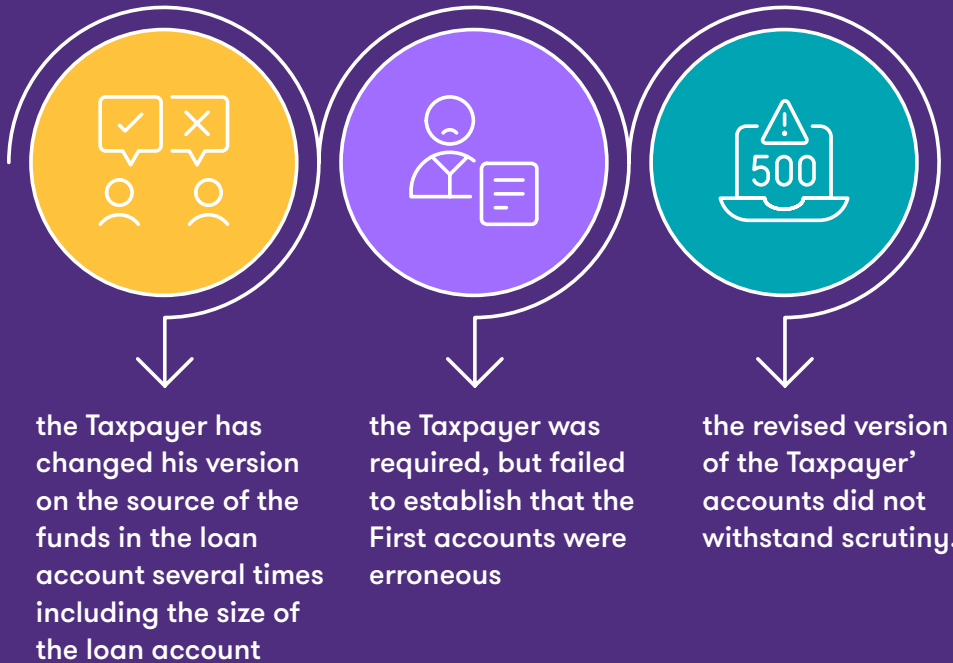 500
the Taxpayer has
changed his version
on the source of the
funds in the loan
account several times
including the size of
the loan account
the Taxpayer was
required, but failed
to establish that the
First accounts were
erroneous
the revised version
of the Taxpayer’
accounts did not
withstand scrutiny.